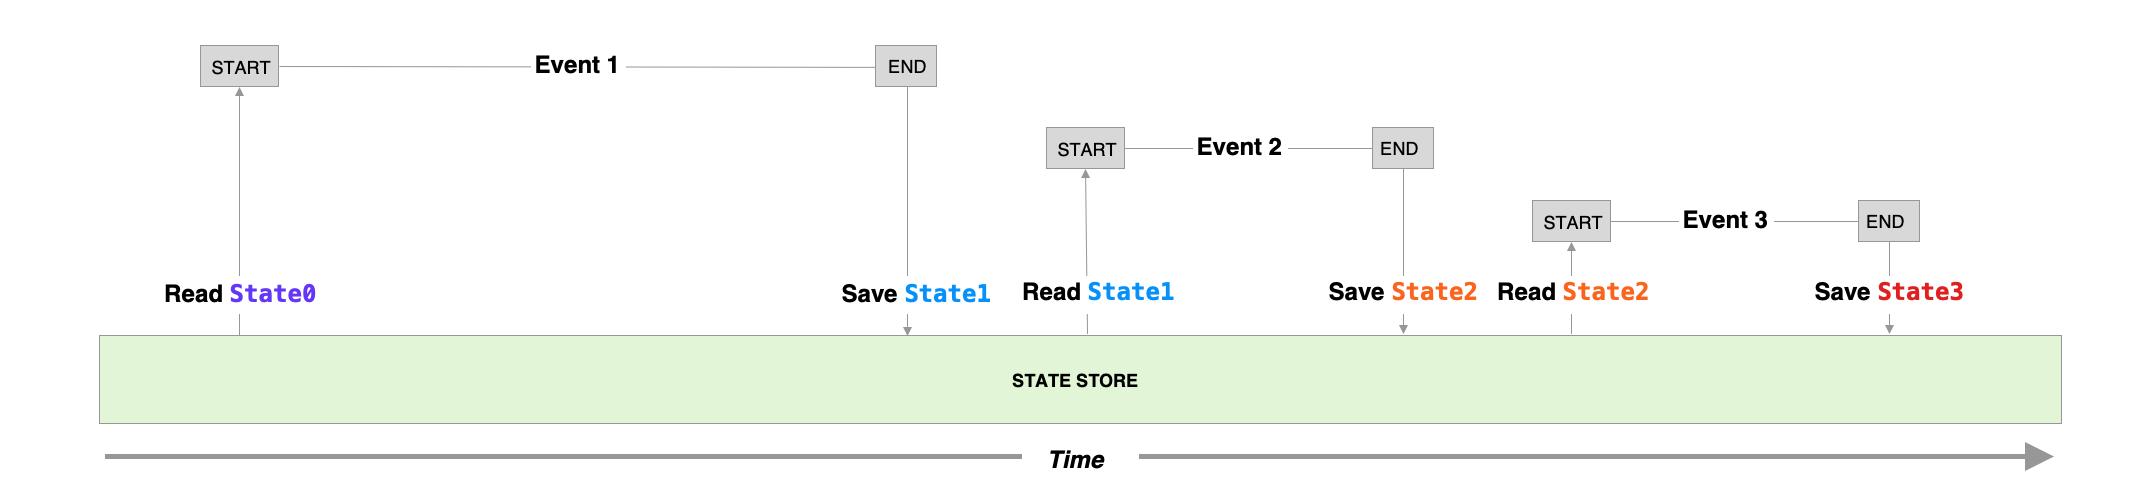 START Event 1 END
START Event 2 END
START Event 3 END
Read State0 Save State1 Read State1 Save State2 Read State2 Save State3
STATE STORE
Time